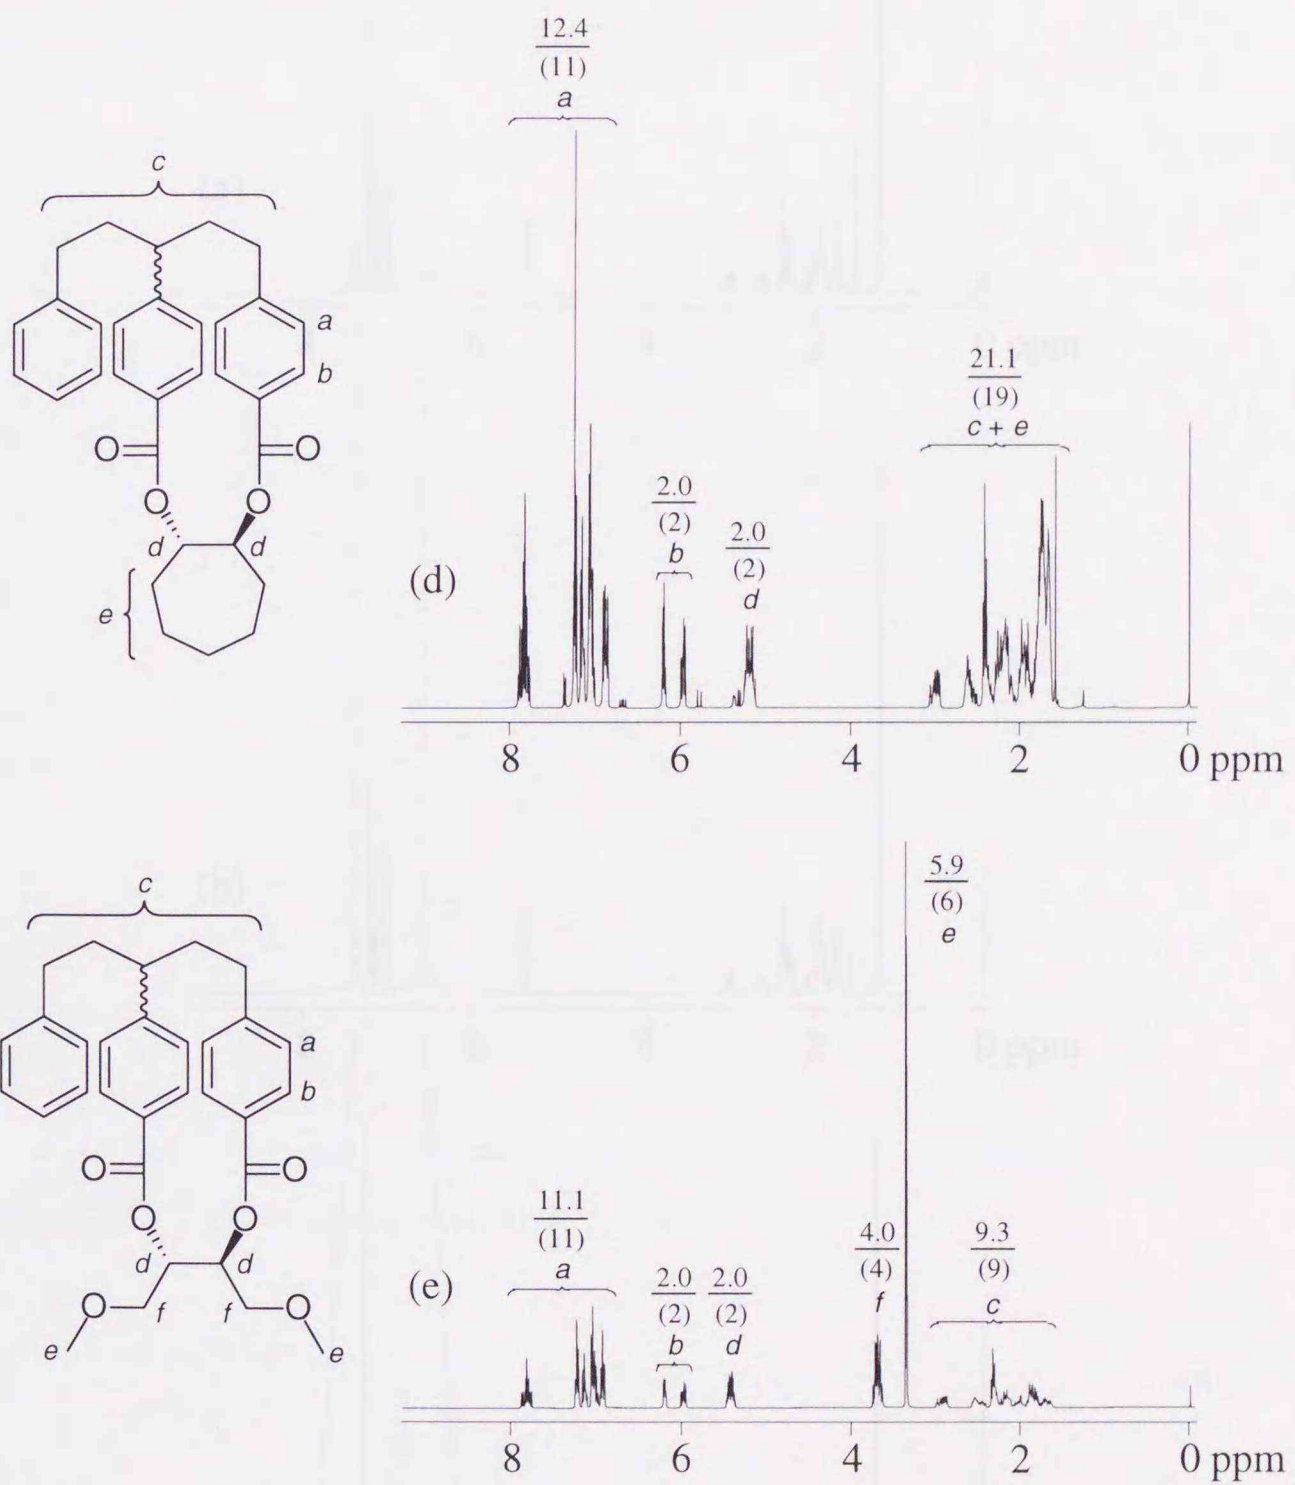 12.4
(11)
a
c
a
b
O
O
O
O
d
d
e
(d)
2.0
(2)
b
2.0
(2)
d
21.1
(19)
c + e
8
6
4
2
0 ppm
c
a
b
O
O
O
O
d
d
O
f
f
O
e
e
(e)
11.1
(11)
a
2.0
(2)
b
2.0
(2)
d
4.0
(4)
f
5.9
(6)
e
9.3
(9)
c
8
6
4
2
0 ppm